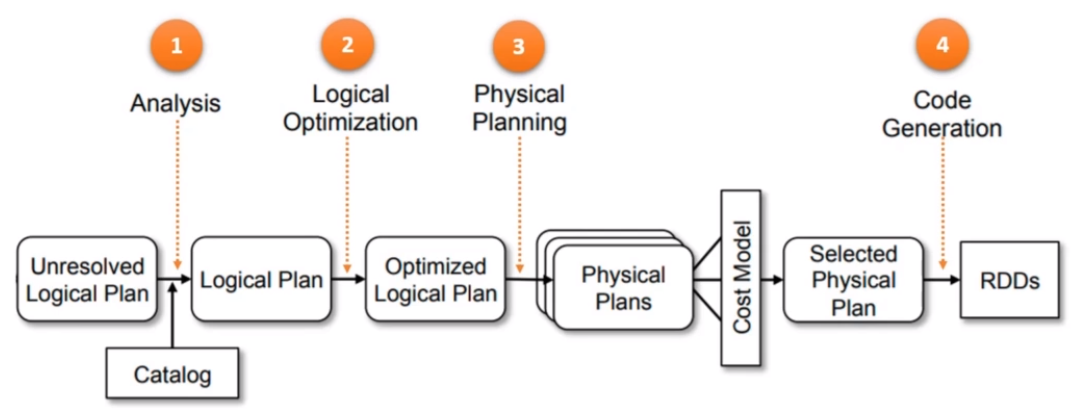 1
Analysis
2
Logical
Optimization
3
Physical
Planning
4
Code
Generation
Unresolved
Logical Plan
Logical Plan
Optimized
Logical Plan
Physical
Plans
Cost Model
Selected
Physical
Plan
RDDs
Catalog